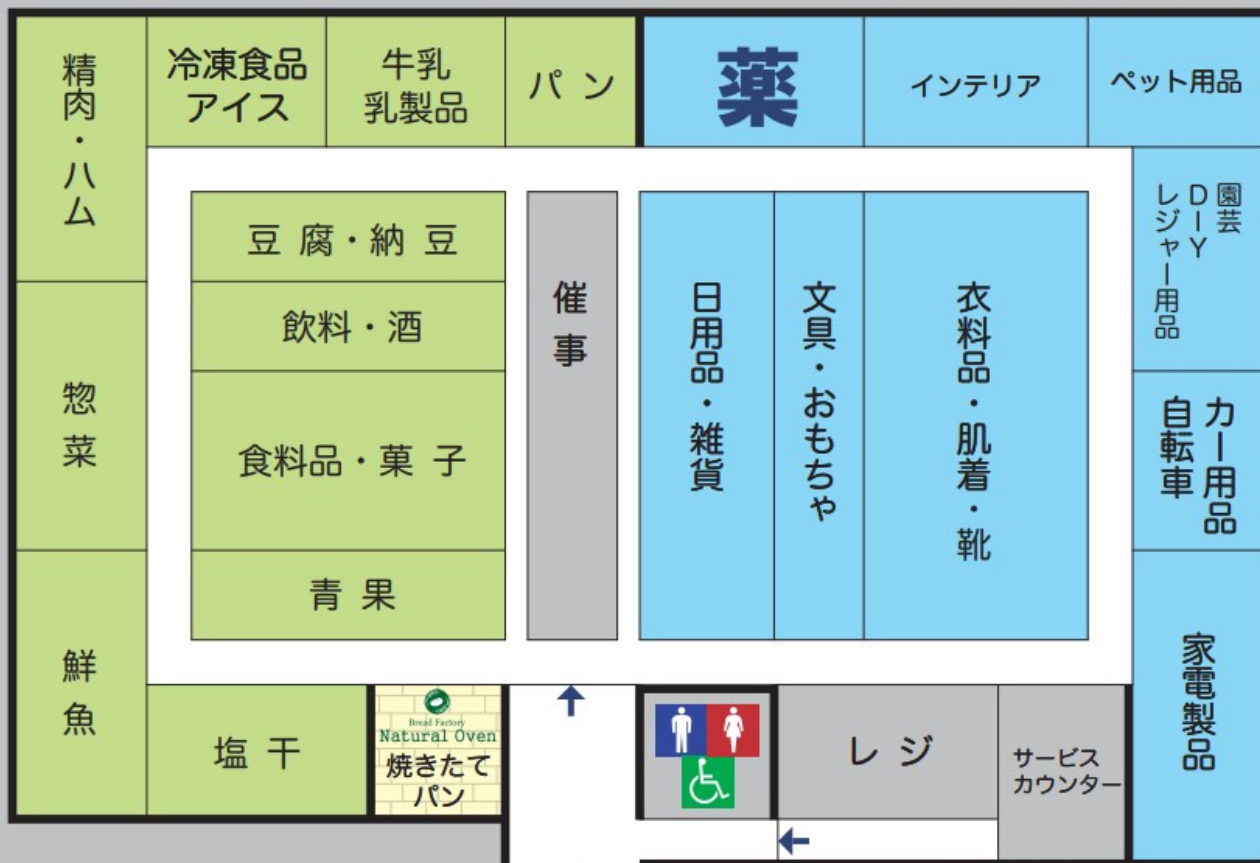 精肉・ハム
冷凍食品
アイス
牛乳
乳製品
パン
薬
インテリア
ペット用品
園芸
DIY
レジャー用品
豆腐・納豆
飲料・酒
食料品・菓子
青果
催事
日用品・雑貨
文具・おもちゃ
衣料品・肌着・靴
惣菜
カー用品
自転車
鮮魚
塩干
Bread Factory
Natural Oven
焼きたて
パン
レジ
サービス
カウンター
家電製品